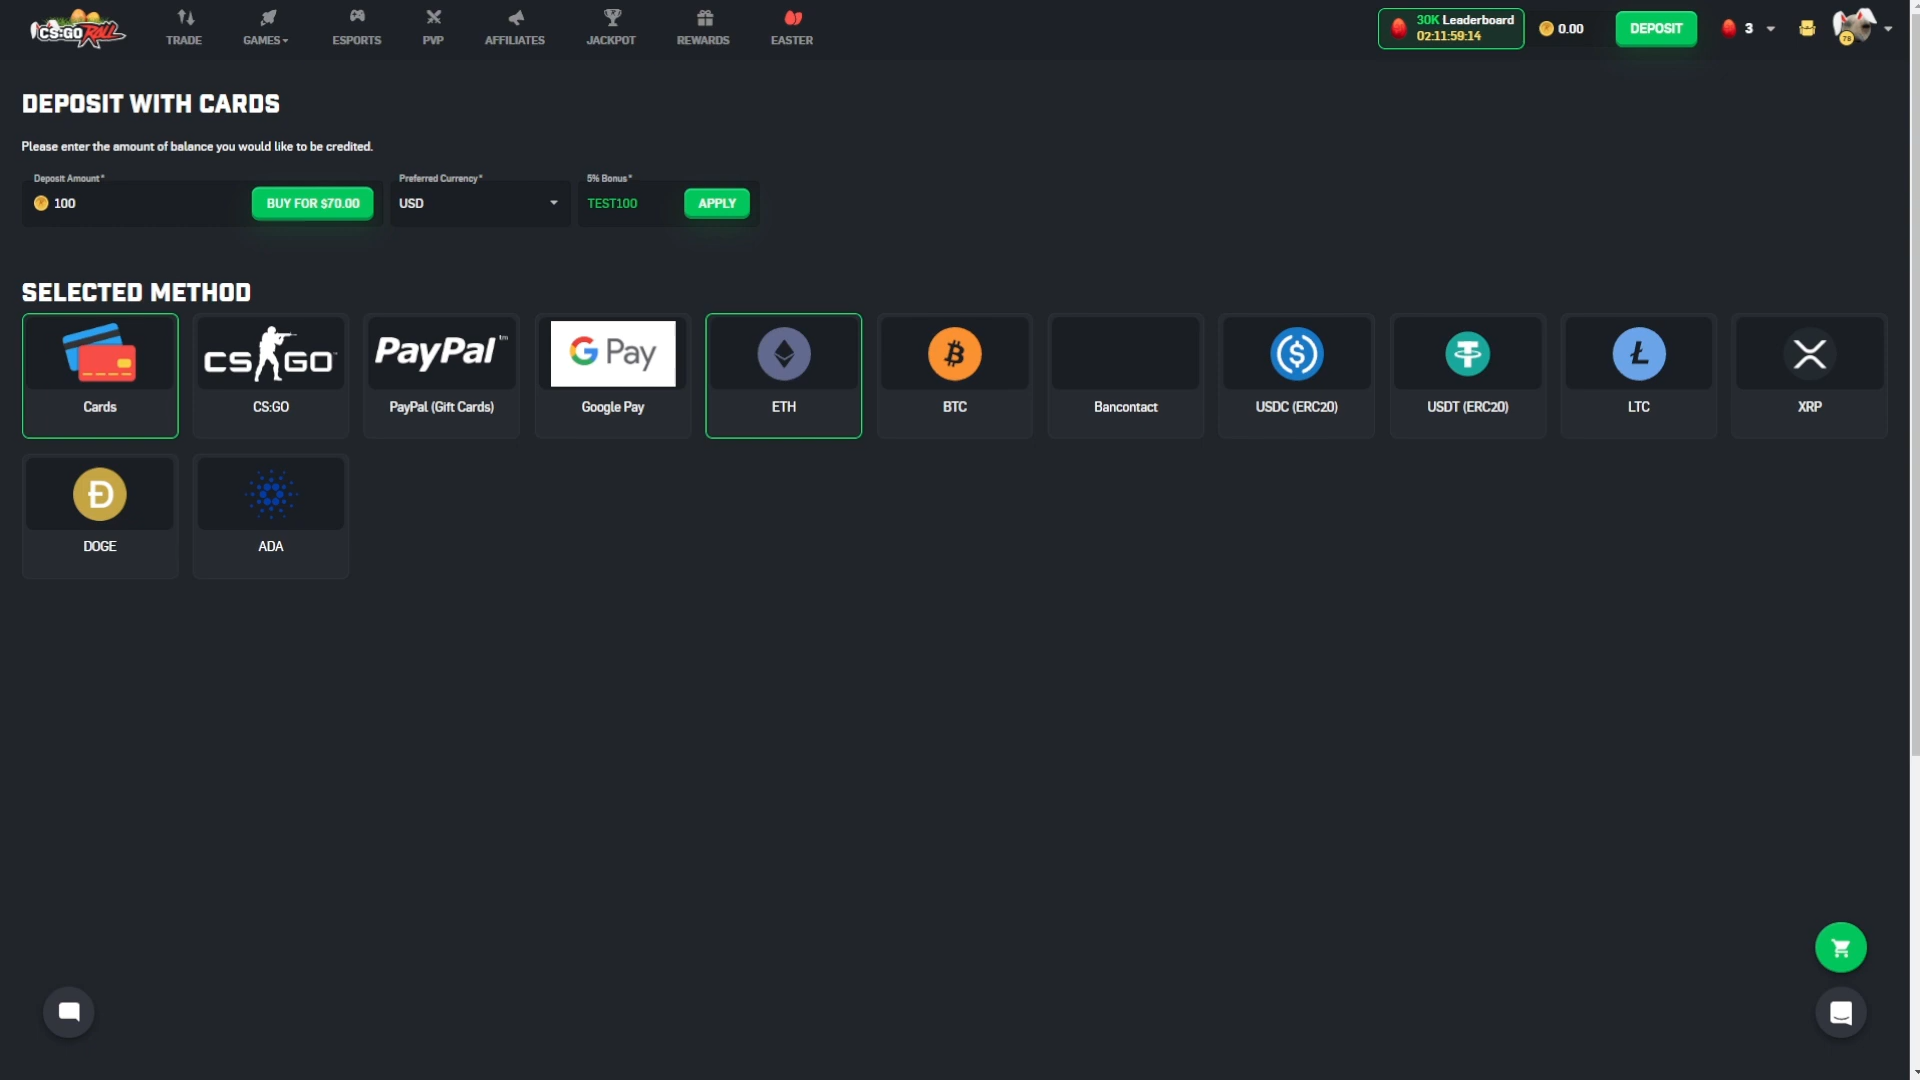 CS:GO ROLL
TRADE
GAMES
ESPORTS
PVP
AFFILIATES
JACKPOT
REWARDS
EASTER
30K Leaderboard
02:11:59:14
0.00
DEPOSIT
3
78
DEPOSIT WITH CARDS
Please enter the amount of balance you would like to be credited.
Deposit Amount*
100
BUY FOR $70.00
Preferred Currency*
USD
5% Bonus*
TEST100
APPLY
SELECTED METHOD
Cards
CS:GO
CS:GO
PayPal™
PayPal (Gift Cards)
G Pay
Google Pay
ETH
BTC
Bancontact
USDC (ERC20)
USDT (ERC20)
LTC
XRP
DOGE
ADA